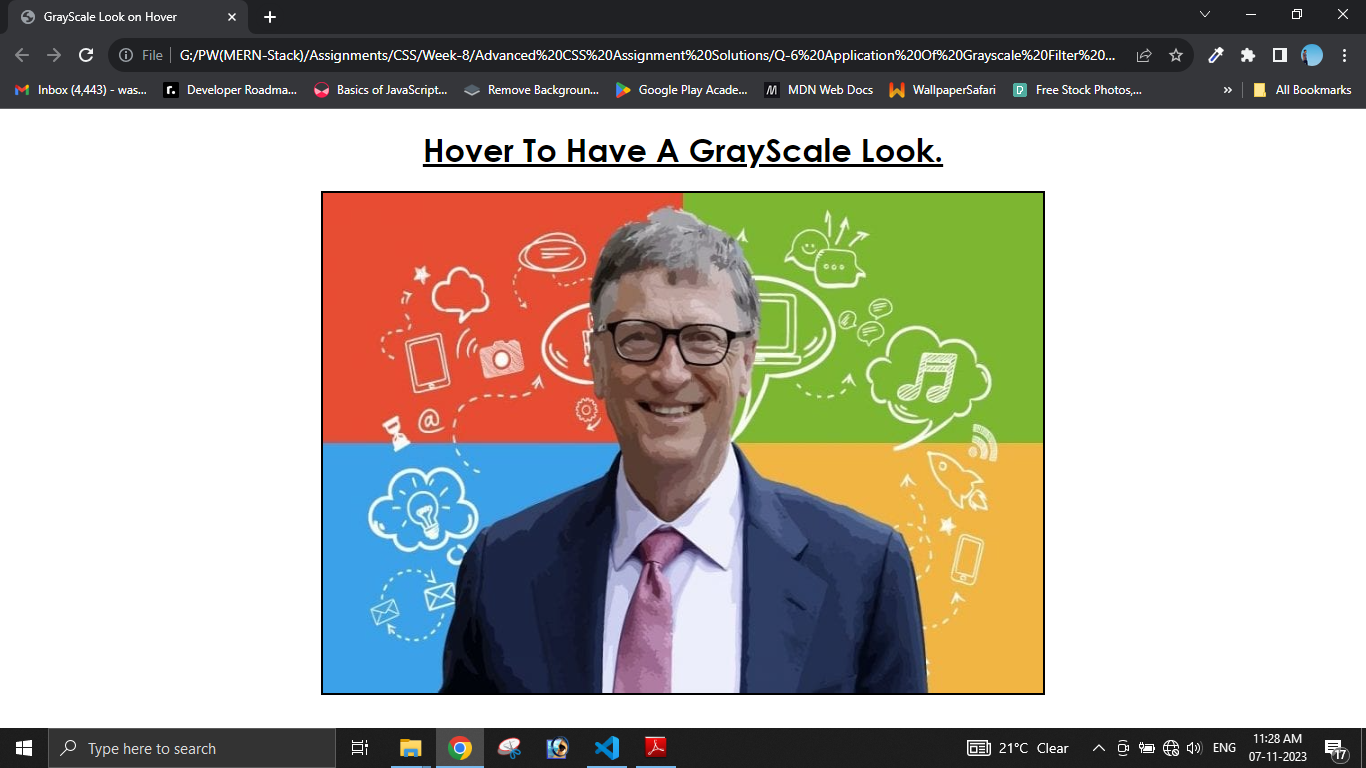 GrayScale Look on Hover
File
G:/PW(MERN-Stack)/Assignments/CSS/Week-8/Advanced%20CSS%20Assignment%20Solutions/Q-6%20Application%20Of%20Grayscale%20Filter%20...
Inbox (4,443) - was...
Developer Roadma...
Basics of JavaScript...
Remove Backgroun...
Google Play Acade...
MDN Web Docs
WallpaperSafari
Free Stock Photos,...
»
All Bookmarks
Hover To Have A GrayScale Look.
@
Type here to search
21°C Clear
ENG
11:28 AM
07-11-2023
17